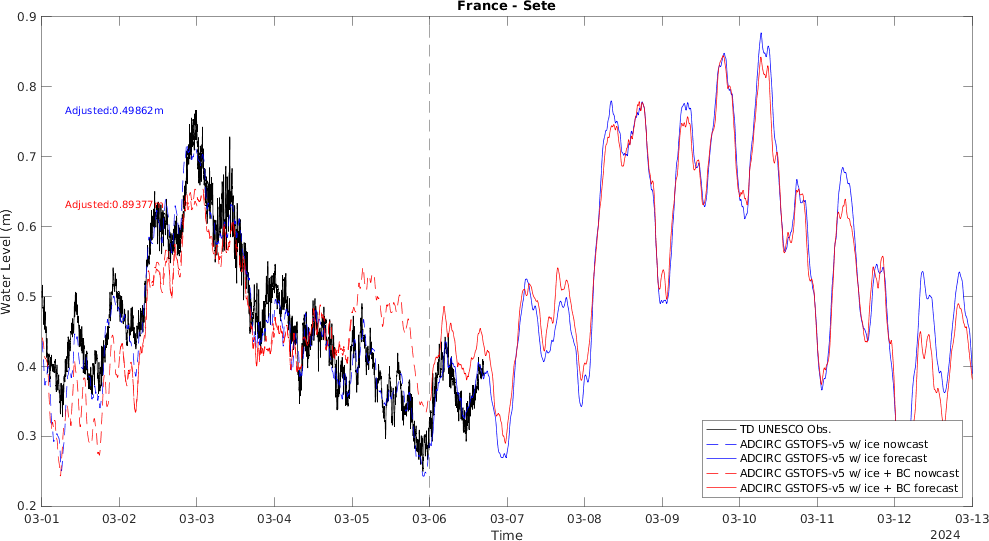 France - Sete
0.9
0.8
0.7
0.6
0.5
0.4
0.3
0.2
Water Level (m)
Adjusted:0.49862m
Adjusted:0.89377m
TD UNESCO Obs.
ADCIRC GSTOFS-v5 w/ ice nowcast
ADCIRC GSTOFS-v5 w/ ice forecast
ADCIRC GSTOFS-v5 w/ ice + BC nowcast
ADCIRC GSTOFS-v5 w/ ice + BC forecast
03-01 03-02 03-03 03-04 03-05 03-06 03-07 03-08 03-09 03-10 03-11 03-12 03-13
Time
2024